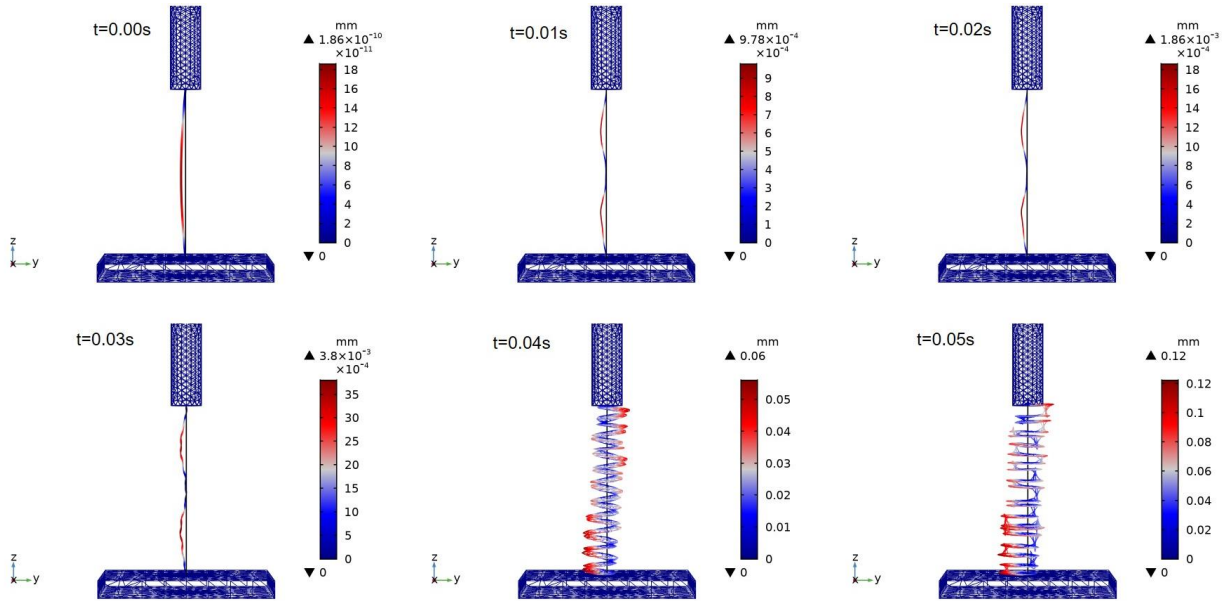 t=0.00s
mm
▲ 1.86×10⁻¹⁰
×10⁻¹¹
18
16
14
12
10
8
6
4
2
0
▼ 0
z
y
x
t=0.01s
mm
▲ 9.78×10⁻⁴
×10⁻⁴
9
8
7
6
5
4
3
2
1
0
▼ 0
z
y
x
t=0.02s
mm
▲ 1.86×10⁻³
×10⁻⁴
18
16
14
12
10
8
6
4
2
0
▼ 0
z
y
x
t=0.03s
mm
▲ 3.8×10⁻³
×10⁻⁴
35
30
25
20
15
10
5
0
▼ 0
z
y
x
t=0.04s
mm
▲ 0.06
0.05
0.04
0.03
0.02
0.01
0
▼ 0
z
y
x
t=0.05s
mm
▲ 0.12
0.12
0.1
0.08
0.06
0.04
0.02
0
▼ 0
z
y
x